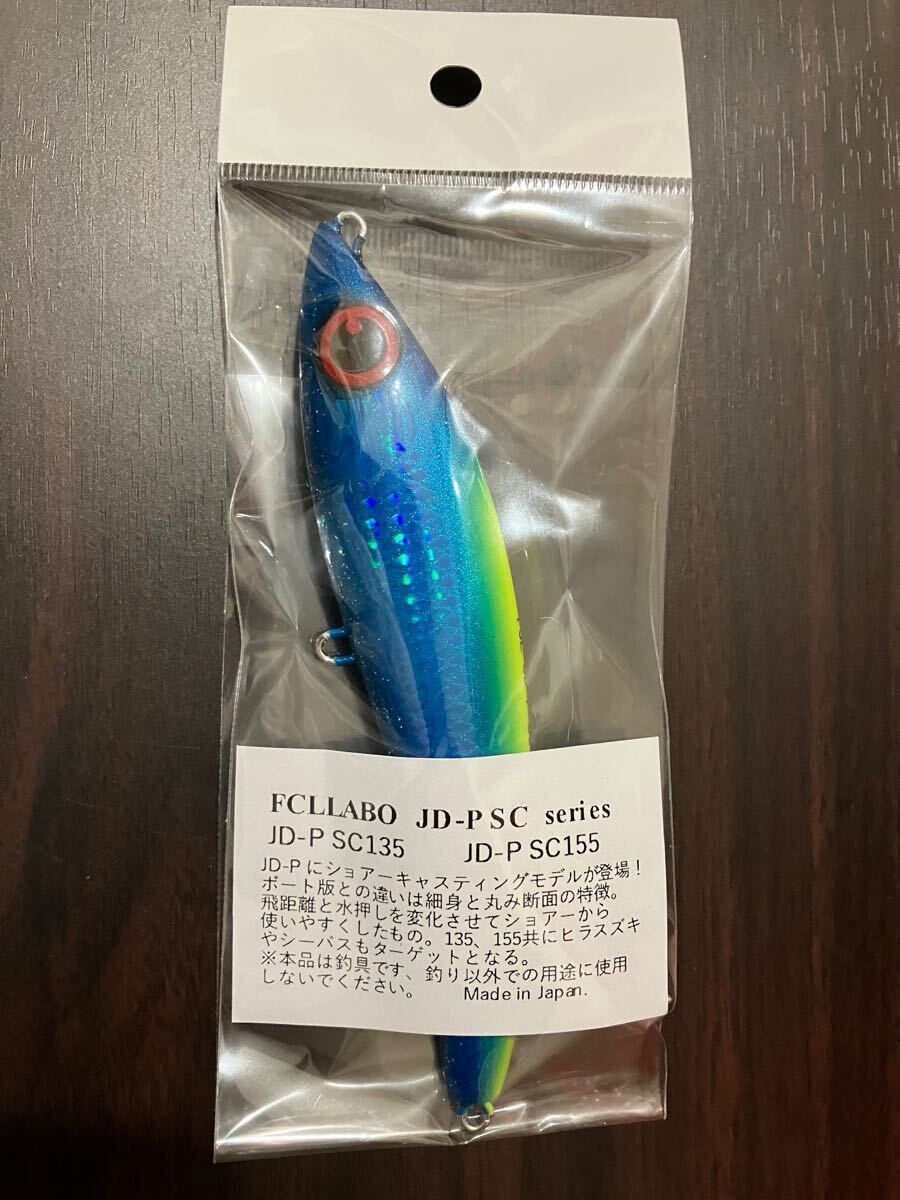 FCLLABO JD-P SC series
JD-P SC135 JD-P SC155
JD-Pにショアーキャスティングモデルが登場！
ボート版との違いは細身と丸み断面の特徴。
飛距離と水押しを変化させてショアーから
使いやすくしたもの。135、155共にヒラスズキ
やシーバスもターゲットとなる。
※本品は釣具です、釣り以外での用途に使用
しないでください。 Made in Japan.